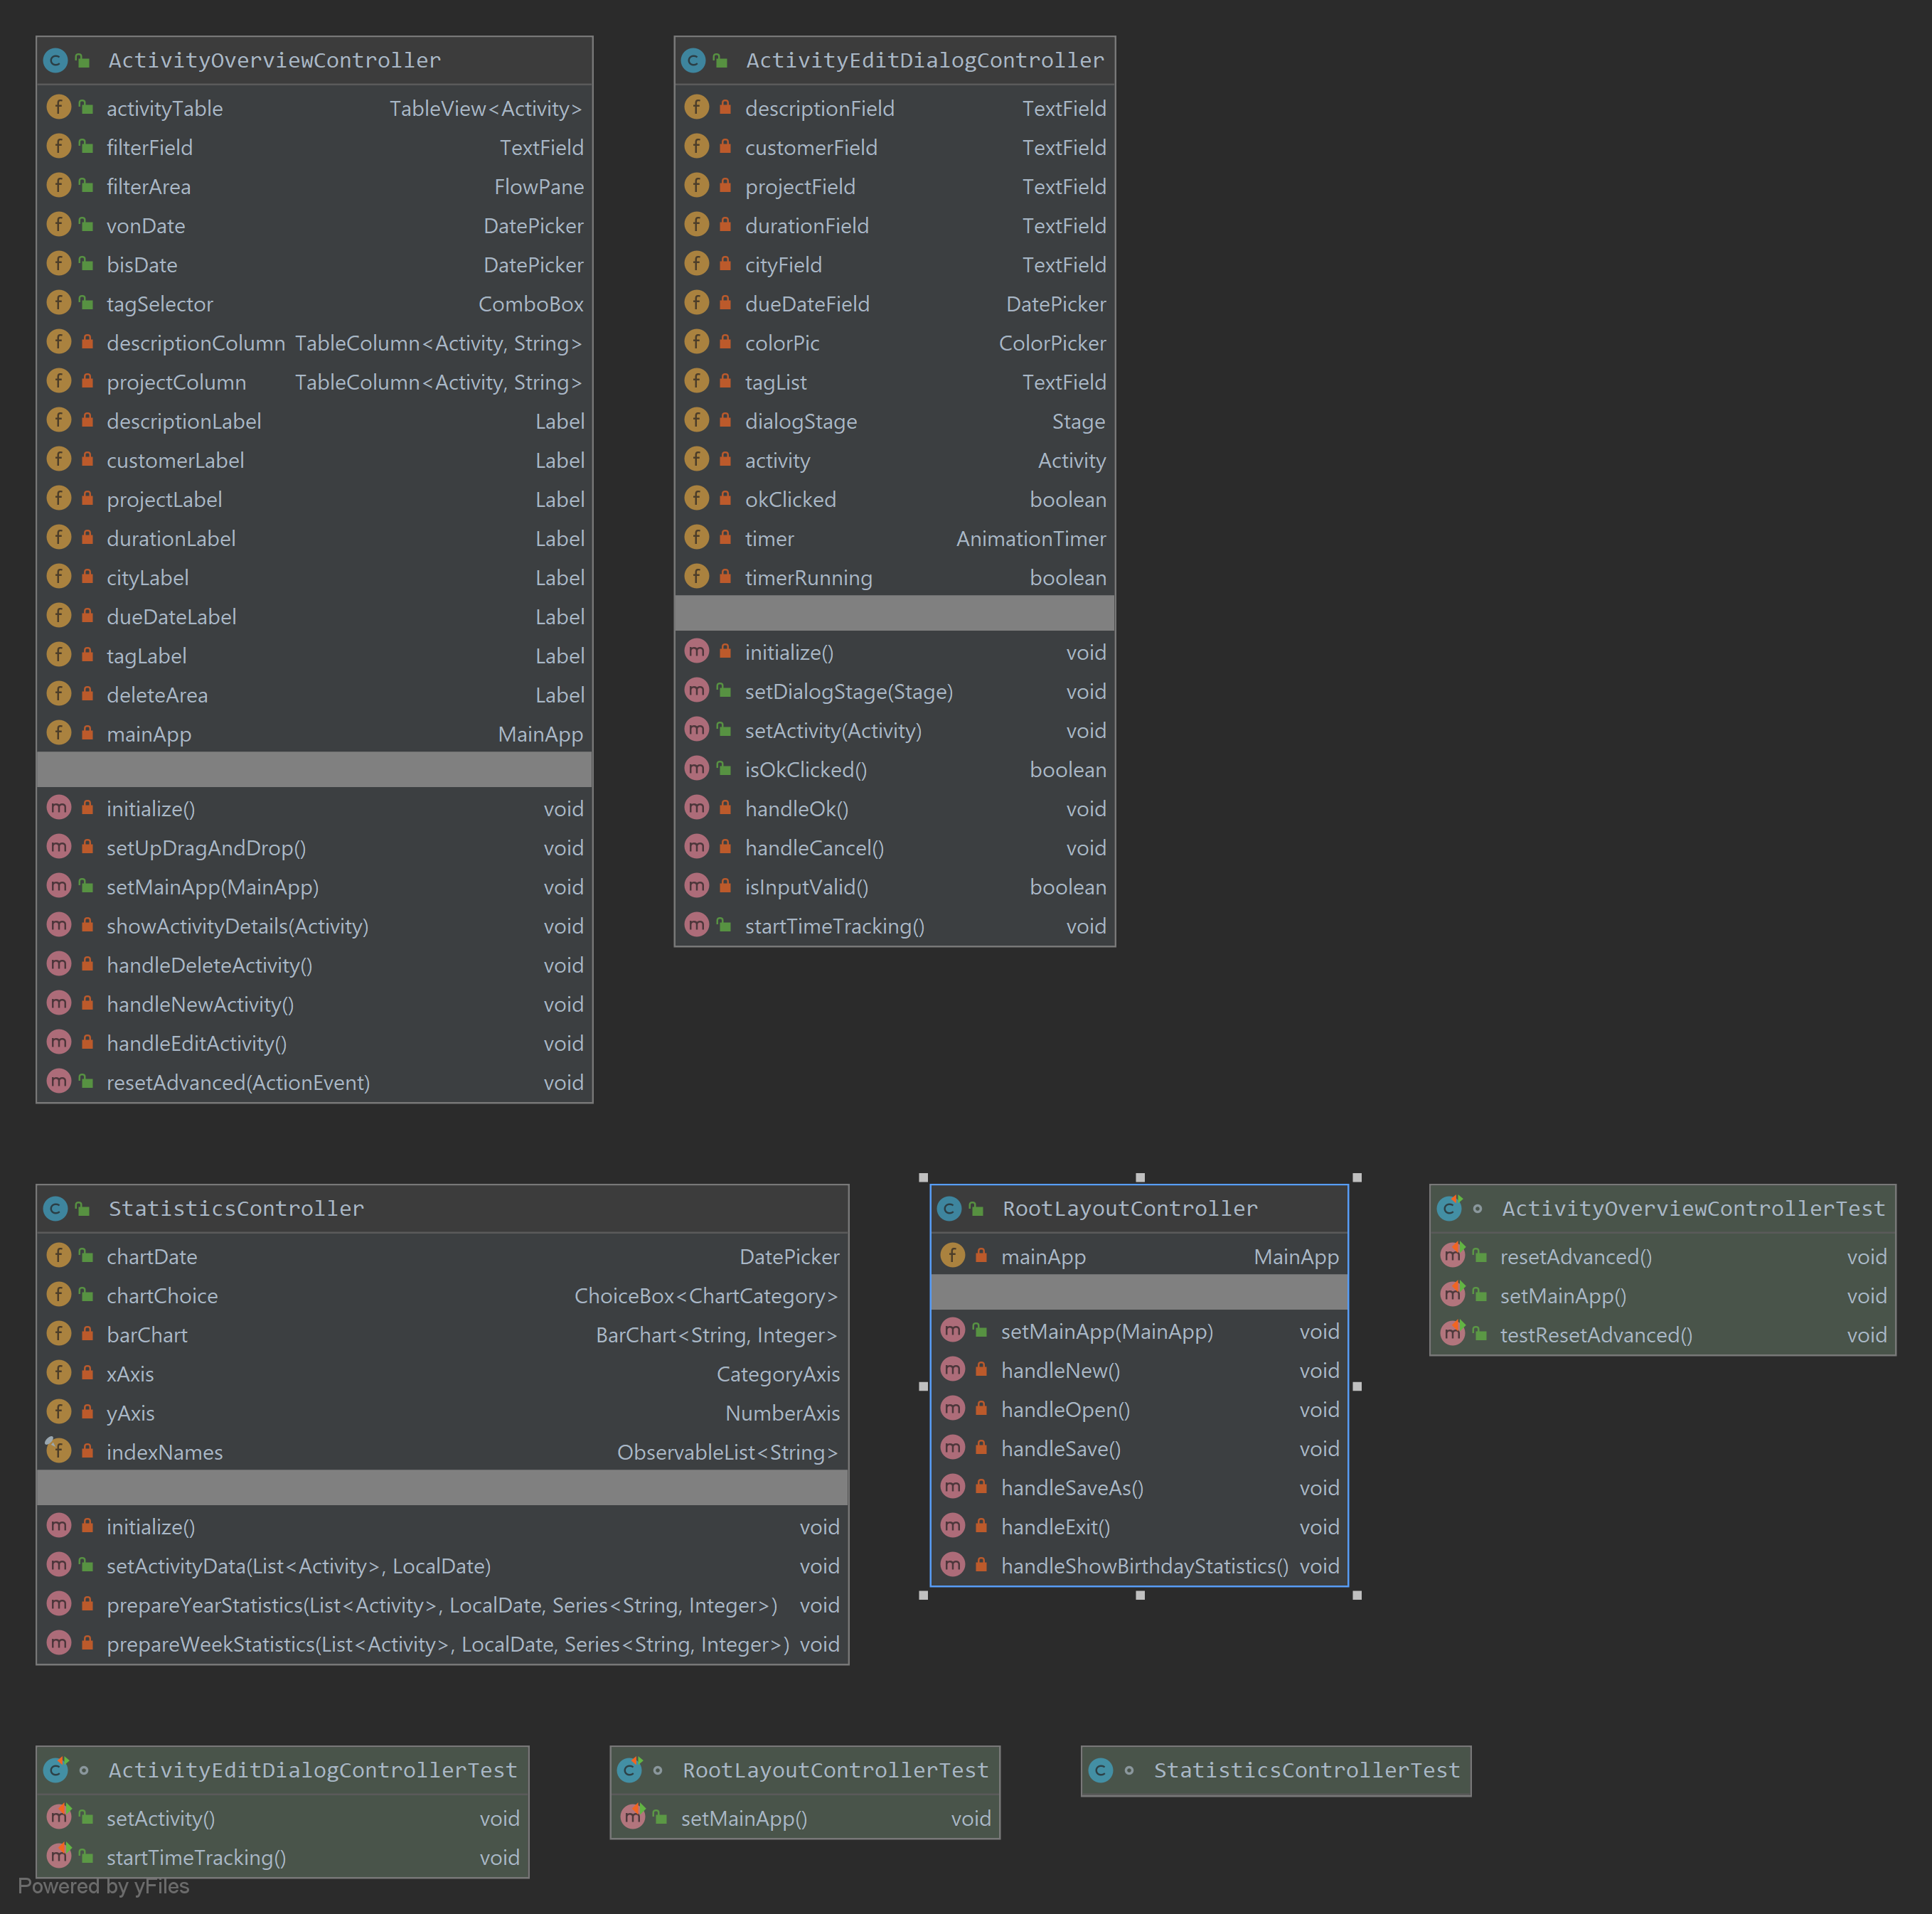 ActivityOverviewController
activityTable TableView<Activity>
filterField TextField
filterArea FlowPane
vonDate DatePicker
bisDate DatePicker
tagSelector ComboBox
descriptionColumn TableColumn<Activity, String>
projectColumn TableColumn<Activity, String>
descriptionLabel Label
customerLabel Label
projectLabel Label
durationLabel Label
cityLabel Label
dueDateLabel Label
tagLabel Label
deleteArea Label
mainApp MainApp
initialize() void
setUpDragAndDrop() void
setMainApp(MainApp) void
showActivityDetails(Activity) void
handleDeleteActivity() void
handleNewActivity() void
handleEditActivity() void
resetAdvanced(ActionEvent) void
ActivityEditDialogController
descriptionField TextField
customerField TextField
projectField TextField
durationField TextField
cityField TextField
dueDateField DatePicker
colorPic ColorPicker
tagList TextField
dialogStage Stage
activity Activity
okClicked boolean
timer AnimationTimer
timerRunning boolean
initialize() void
setDialogStage(Stage) void
setActivity(Activity) void
isOkClicked() boolean
handleOk() void
handleCancel() void
isInputValid() boolean
startTimeTracking() void
StatisticsController
chartDate DatePicker
chartChoice ChoiceBox<ChartCategory>
barChart BarChart<String, Integer>
xAxis CategoryAxis
yAxis NumberAxis
indexNames ObservableList<String>
initialize() void
setActivityData(List<Activity>, LocalDate) void
prepareYearStatistics(List<Activity>, LocalDate, Series<String, Integer>) void
prepareWeekStatistics(List<Activity>, LocalDate, Series<String, Integer>) void
RootLayoutController
mainApp MainApp
setMainApp(MainApp) void
handleNew() void
handleOpen() void
handleSave() void
handleSaveAs() void
handleExit() void
handleShowBirthdayStatistics() void
ActivityOverviewControllerTest
resetAdvanced() void
setMainApp() void
testResetAdvanced() void
ActivityEditDialogControllerTest
setActivity() void
startTimeTracking() void
RootLayoutControllerTest
setMainApp() void
StatisticsControllerTest
Powered by yFiles